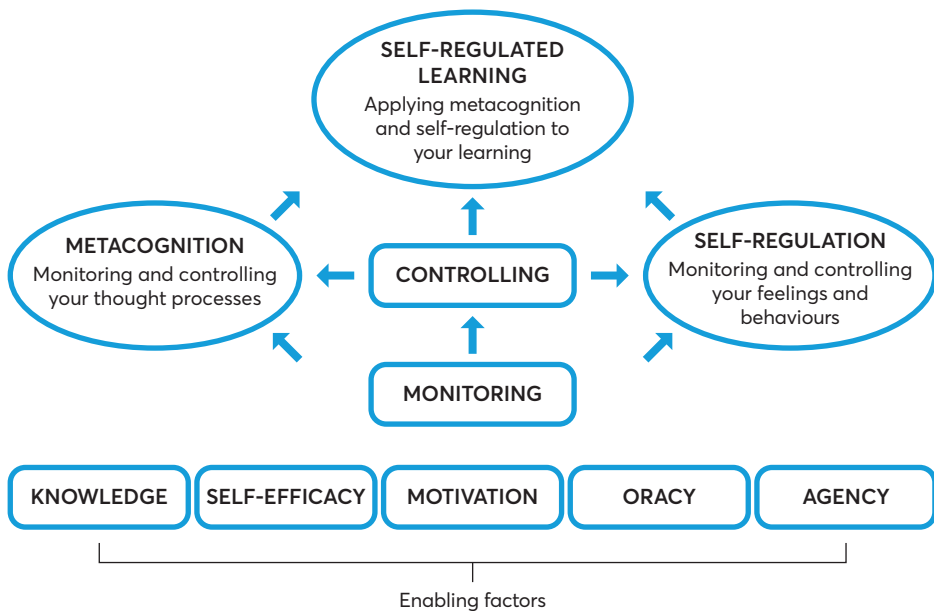 SELF-REGULATED
LEARNING
Applying metacognition
and self-regulation to
your learning
METACOGNITION
Monitoring and controlling
your thought processes
CONTROLLING
SELF-REGULATION
Monitoring and controlling
your feelings and
behaviours
MONITORING
KNOWLEDGE
SELF-EFFICACY
MOTIVATION
ORACY
AGENCY
Enabling factors